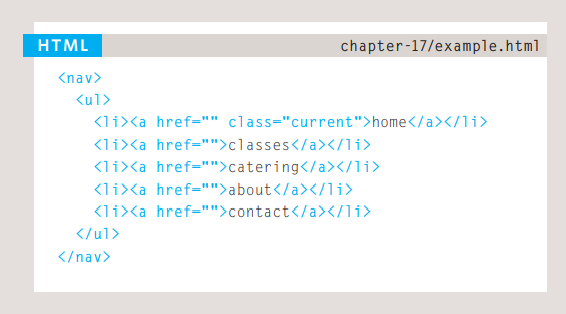 HTML chapter-17/example.html
<nav>
<ul>
<li><a href="" class="current">home</a></li>
<li><a href="">classes</a></li>
<li><a href="">catering</a></li>
<li><a href="">about</a></li>
<li><a href="">contact</a></li>
</ul>
</nav>